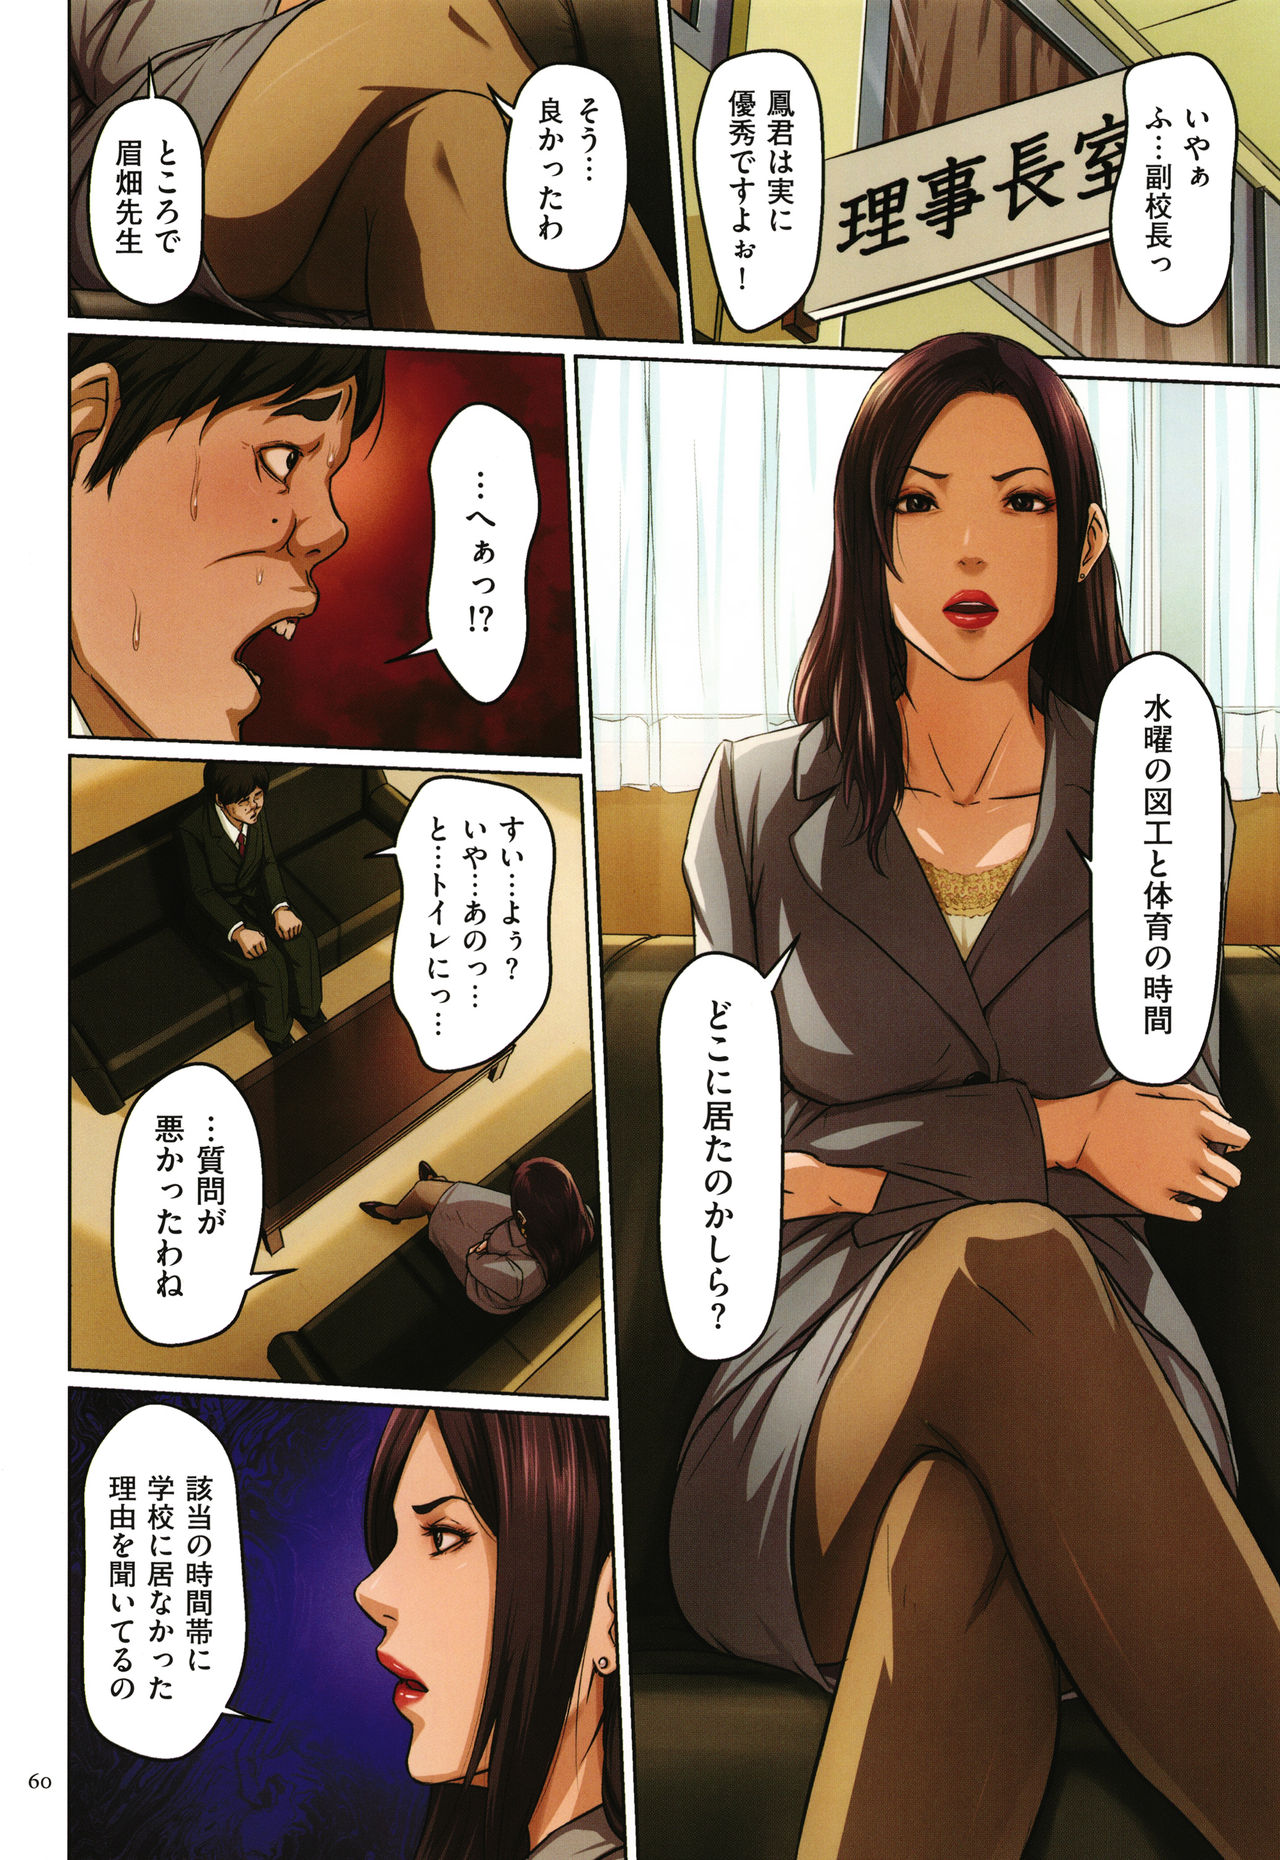 いやぁ
ふ…副校長っ
理事長室
鳳君は実に
優秀ですよぉ！
そう…
良かったわ
ところで
眉畑先生
水曜の図工と体育の時間
どこに居たのかしら？
…へぁっ!?
すい…よぅ？
いや…あのっ…
と…トイレにっ…
…質問が
悪かったわね
該当の時間帯に
学校に居なかった
理由を聞いてるの
60